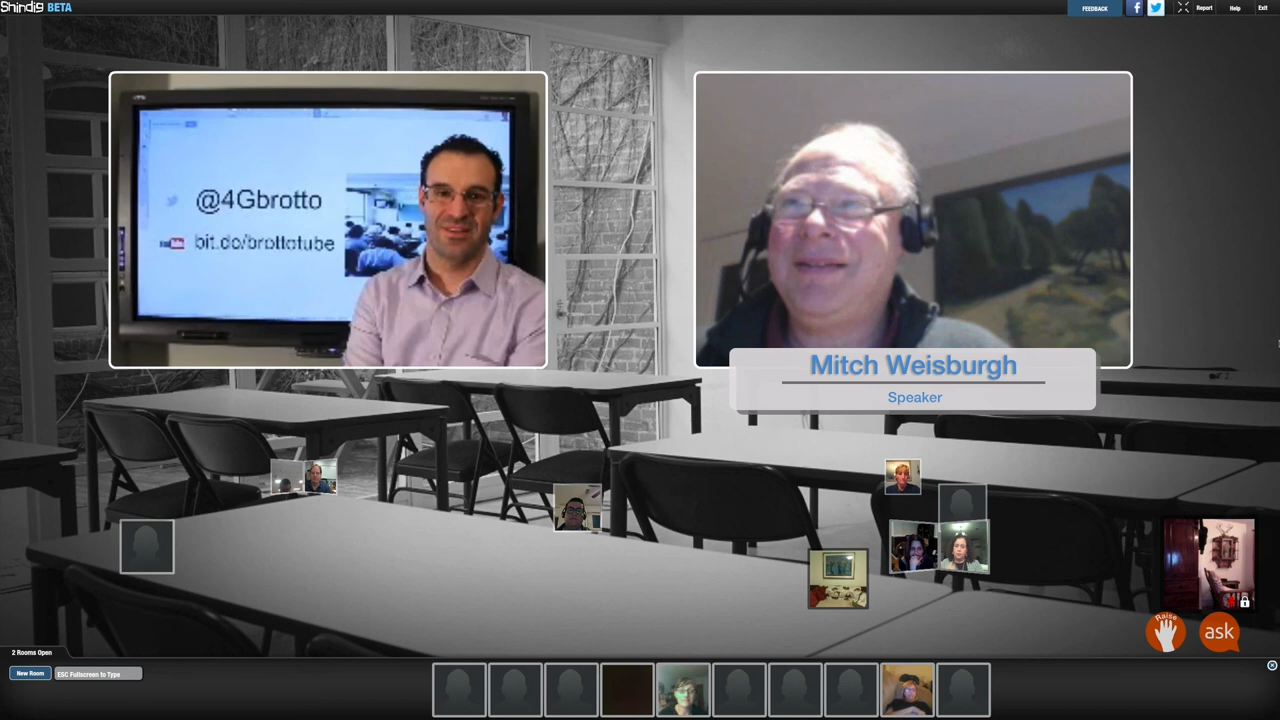 Shindig BETA
FEEDBACK
Report
Help
Exit
@4Gbrotto
bit.do/brottotube
Mitch Weisburgh
Speaker
Raise
ask
2 Rooms Open
New Room
ESC Fullscreen to Type